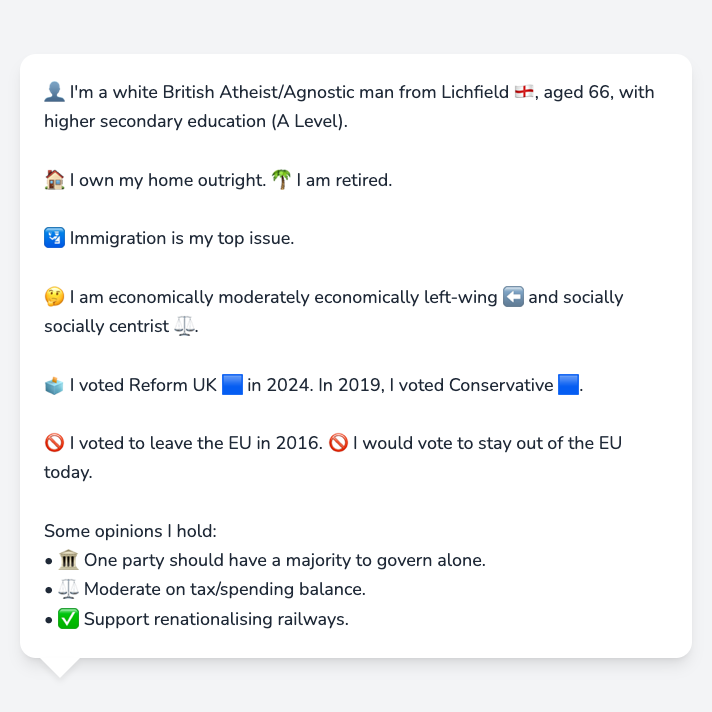 👤 I'm a white British Atheist/Agnostic man from Lichfield 🏴󠁧󠁢󠁥󠁮󠁧󠁿, aged 66, with
higher secondary education (A Level).
🏠 I own my home outright. 🌴 I am retired.
🛂 Immigration is my top issue.
🤔 I am economically moderately economically left-wing ⬅️ and socially
socially centrist ⚖️.
🗳️ I voted Reform UK 🟦 in 2024. In 2019, I voted Conservative 🟦.
🚫 I voted to leave the EU in 2016. 🚫 I would vote to stay out of the EU
today.
Some opinions I hold:
• 🏛️ One party should have a majority to govern alone.
• ⚖️ Moderate on tax/spending balance.
• ✅ Support renationalising railways.